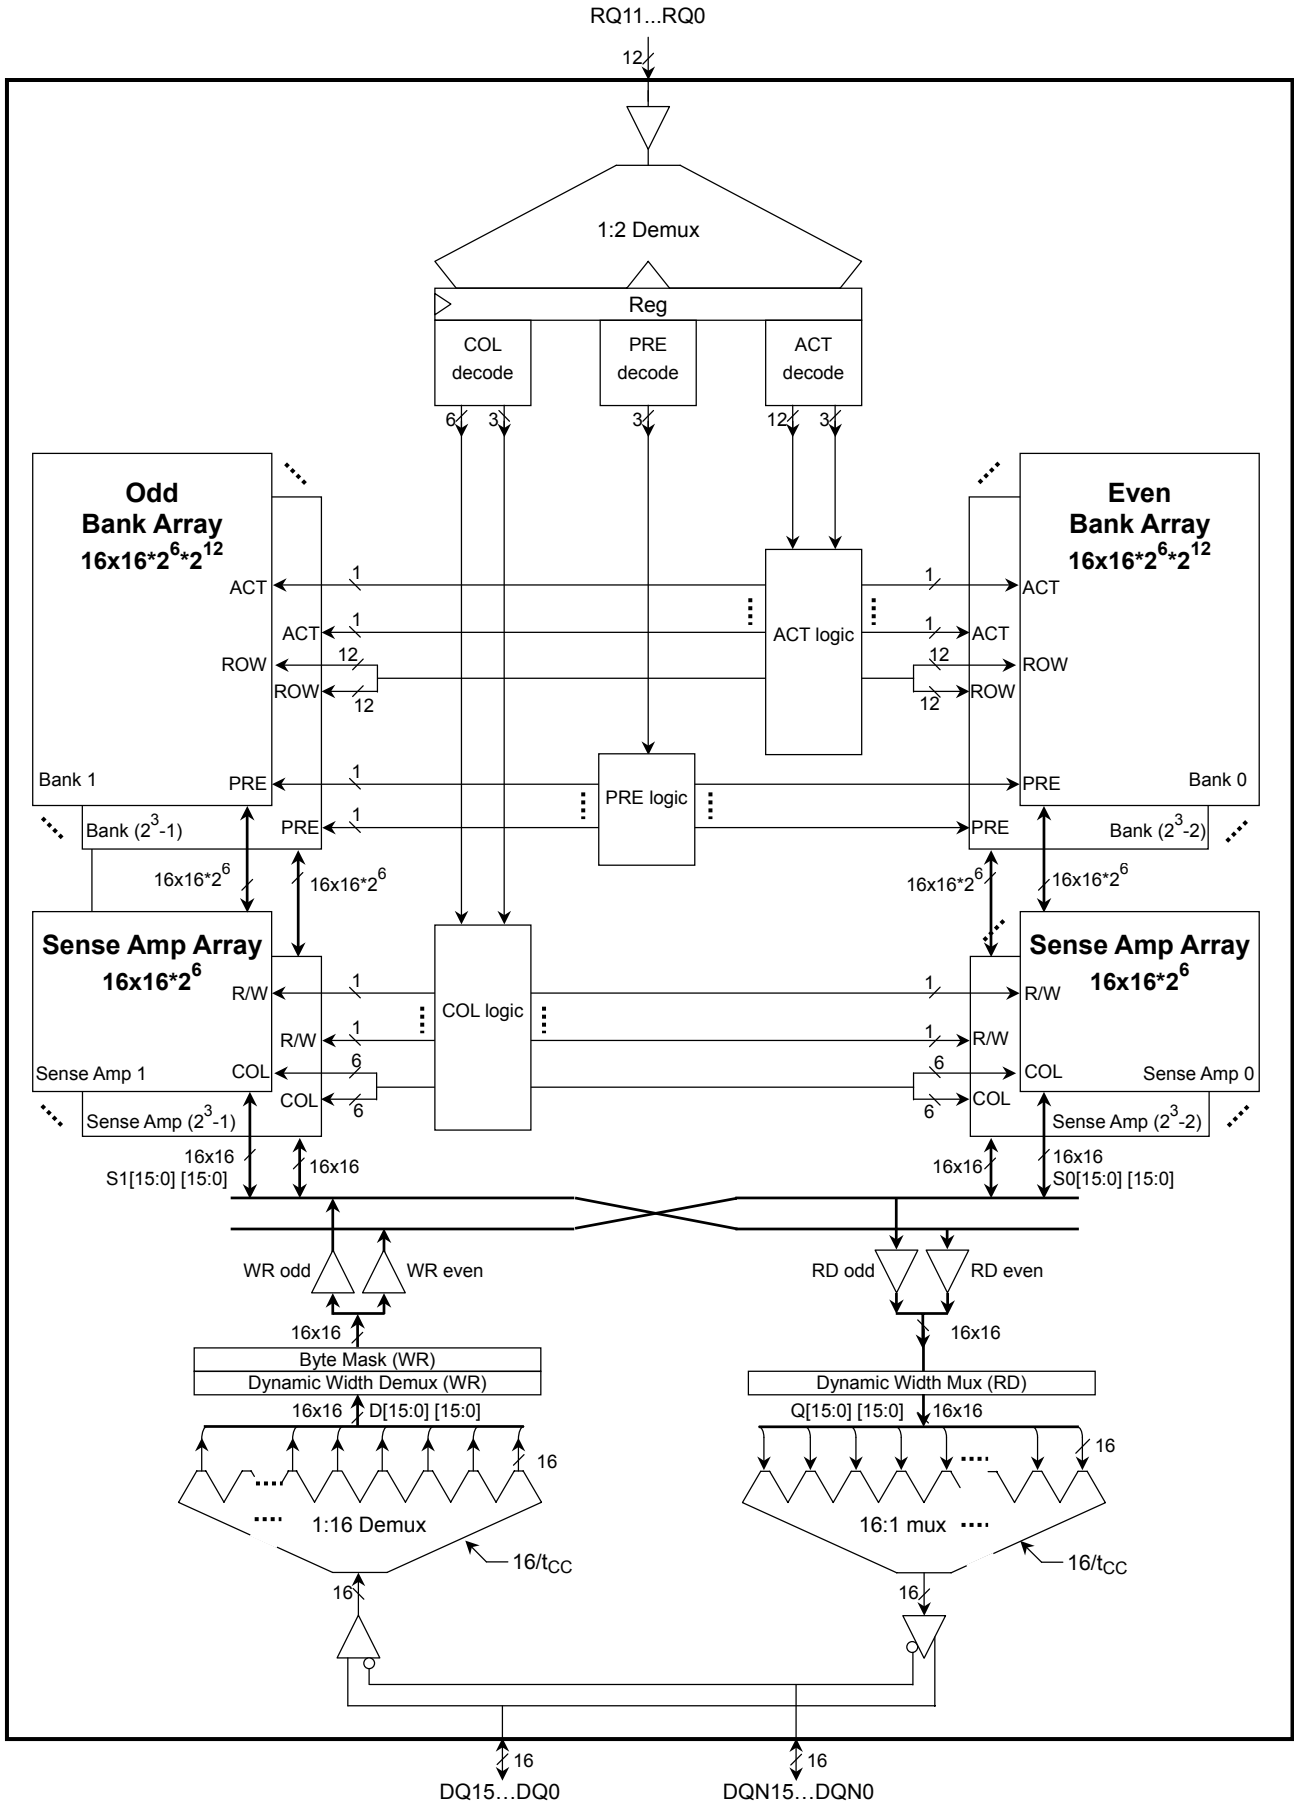 RQ11...RQ0
12
1:2 Demux
Reg
COL decode
PRE decode
ACT decode
6 3 3 12 3
Odd
Bank Array
16x16*2^6*2^12
Even
Bank Array
16x16*2^6*2^12
ACT 1 1 ACT
ACT 1 ACT logic 1 ACT
ROW 12 12 ROW
ROW 12 12 ROW
Bank 1 PRE 1 PRE Bank 0
PRE logic
Bank (2^3-1) PRE 1 PRE Bank (2^3-2)
16x16*2^6 16x16*2^6 16x16*2^6 16x16*2^6
Sense Amp Array
16x16*2^6
Sense Amp Array
16x16*2^6
R/W 1 1 R/W
COL logic
R/W 1 1 R/W
Sense Amp 1 COL 6 6 COL Sense Amp 0
COL 6 6 COL
Sense Amp (2^3-1) Sense Amp (2^3-2)
16x16 16x16 16x16 16x16
S1[15:0] [15:0] S0[15:0] [15:0]
WR odd WR even RD odd RD even
16x16 16x16
Byte Mask (WR)
Dynamic Width Demux (WR) Dynamic Width Mux (RD)
16x16 D[15:0] [15:0] Q[15:0] [15:0] 16x16
16 16
1:16 Demux 16:1 mux
16/tCC 16/tCC
16 16
16 16
DQ15...DQ0 DQN15...DQN0